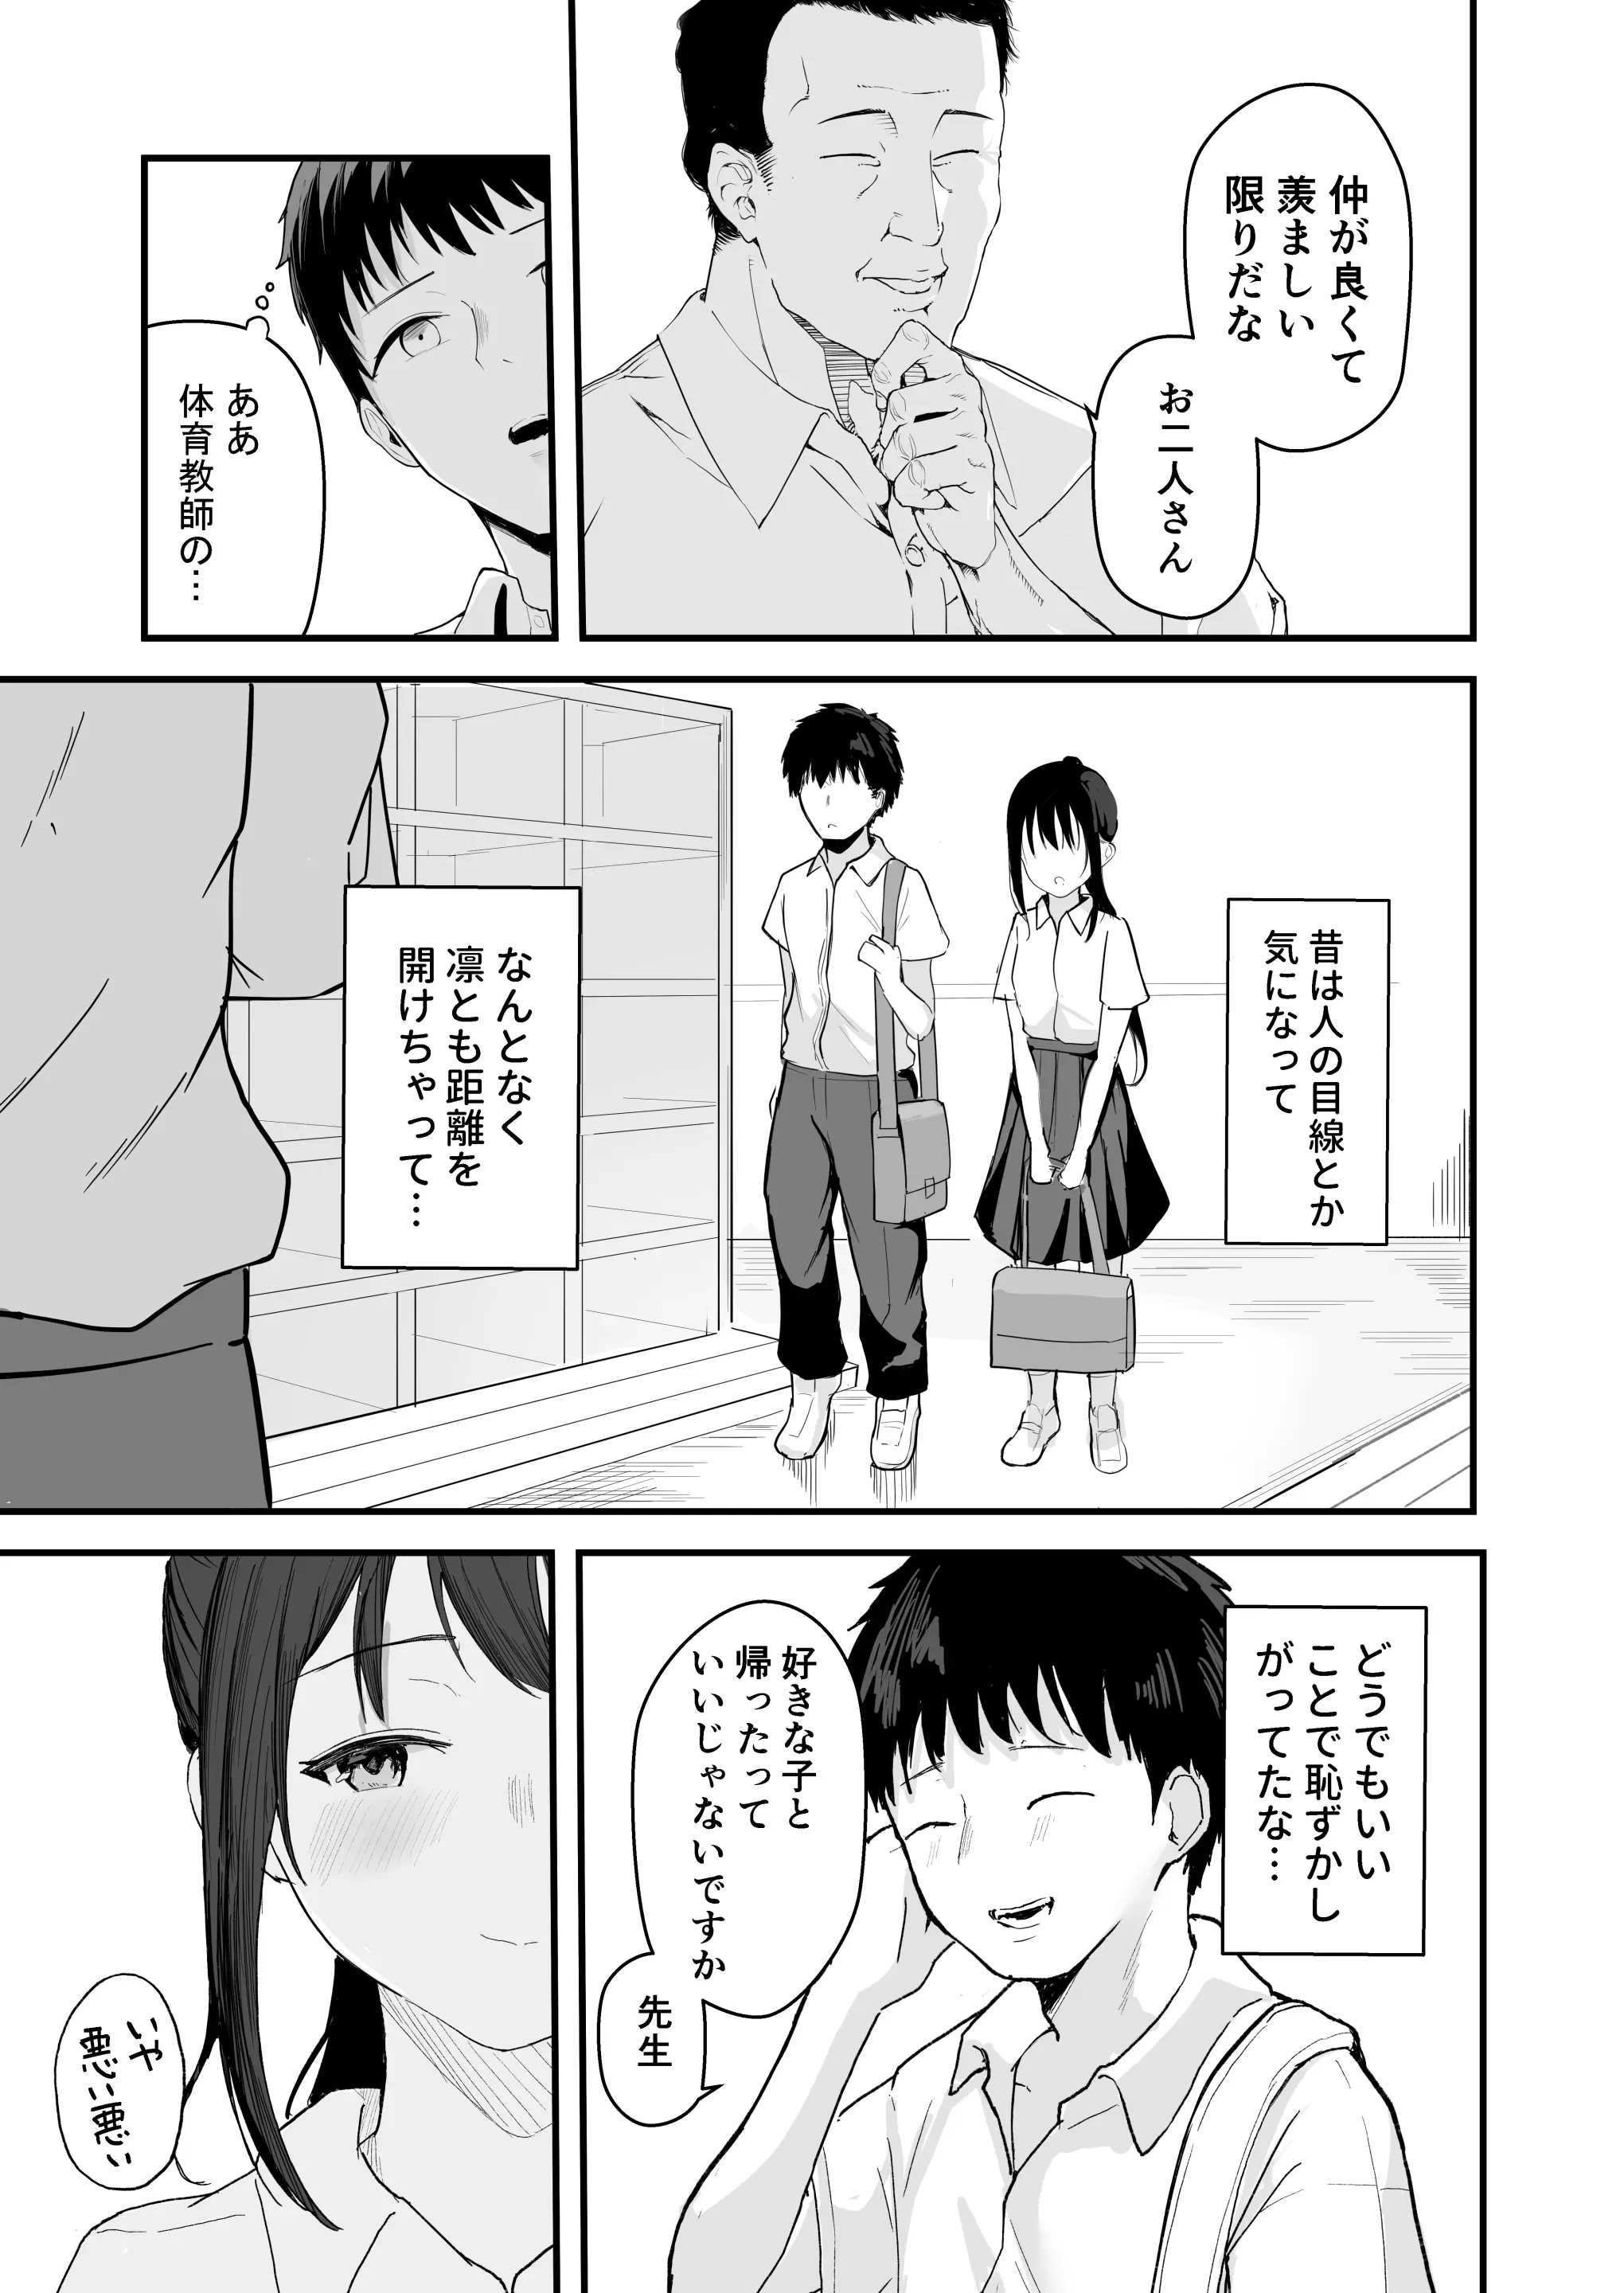 仲が良くて
羨ましい
限りだな
お二人さん
ああ
体育教師の…
昔は人の目線とか
気になって
なんとなく
凛とも距離を
開けちゃって…
どうでもいい
ことで恥ずかし
がってたな…
好きな子と
帰ったって
いいじゃないですか
先生
いや
悪い悪い